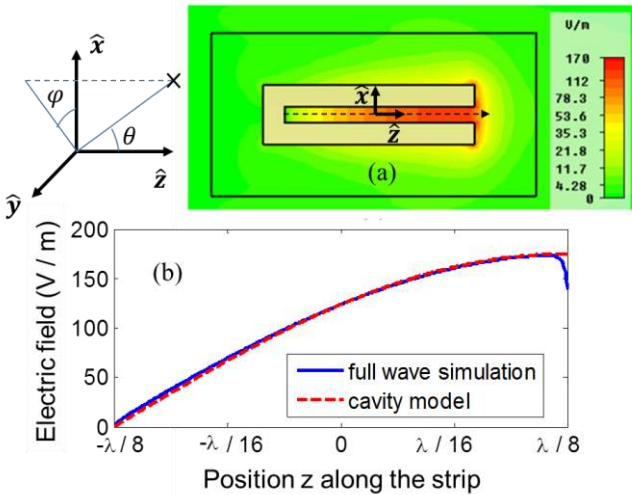 x̂
φ
θ
ẑ
ŷ
x̂
ẑ
(a)
V/m
170
112
78.3
53.6
35.3
21.8
11.7
4.28
0
(b)
Electric field (V / m)
200
150
100
50
0
full wave simulation
cavity model
-λ / 8
-λ / 16
0
λ / 16
λ / 8
Position z along the strip